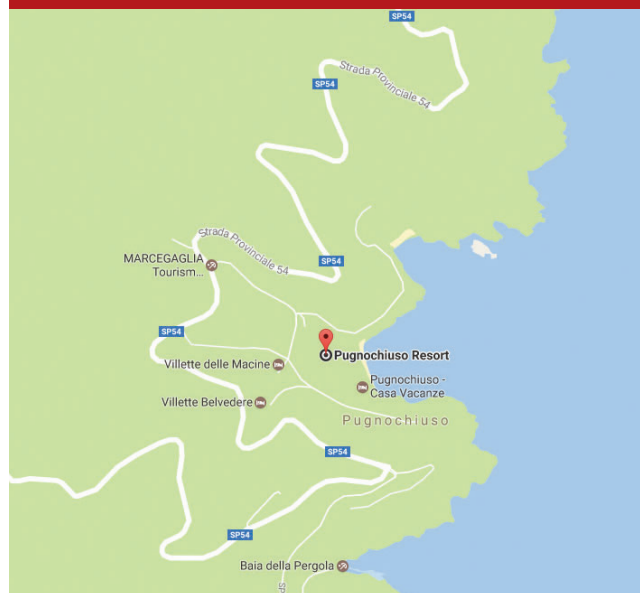 SP54
Strada Provinciale 54
SP54
Strada Provinciale 54
MARCEGAGLIA
Tourism...
SP54
SP54
Pugnochiuso Resort
Villette delle Macine
Pugnochiuso -
Casa Vacanze
Villette Belvedere
Pugnochiuso
SP54
SP54
Baia della Pergola
SP